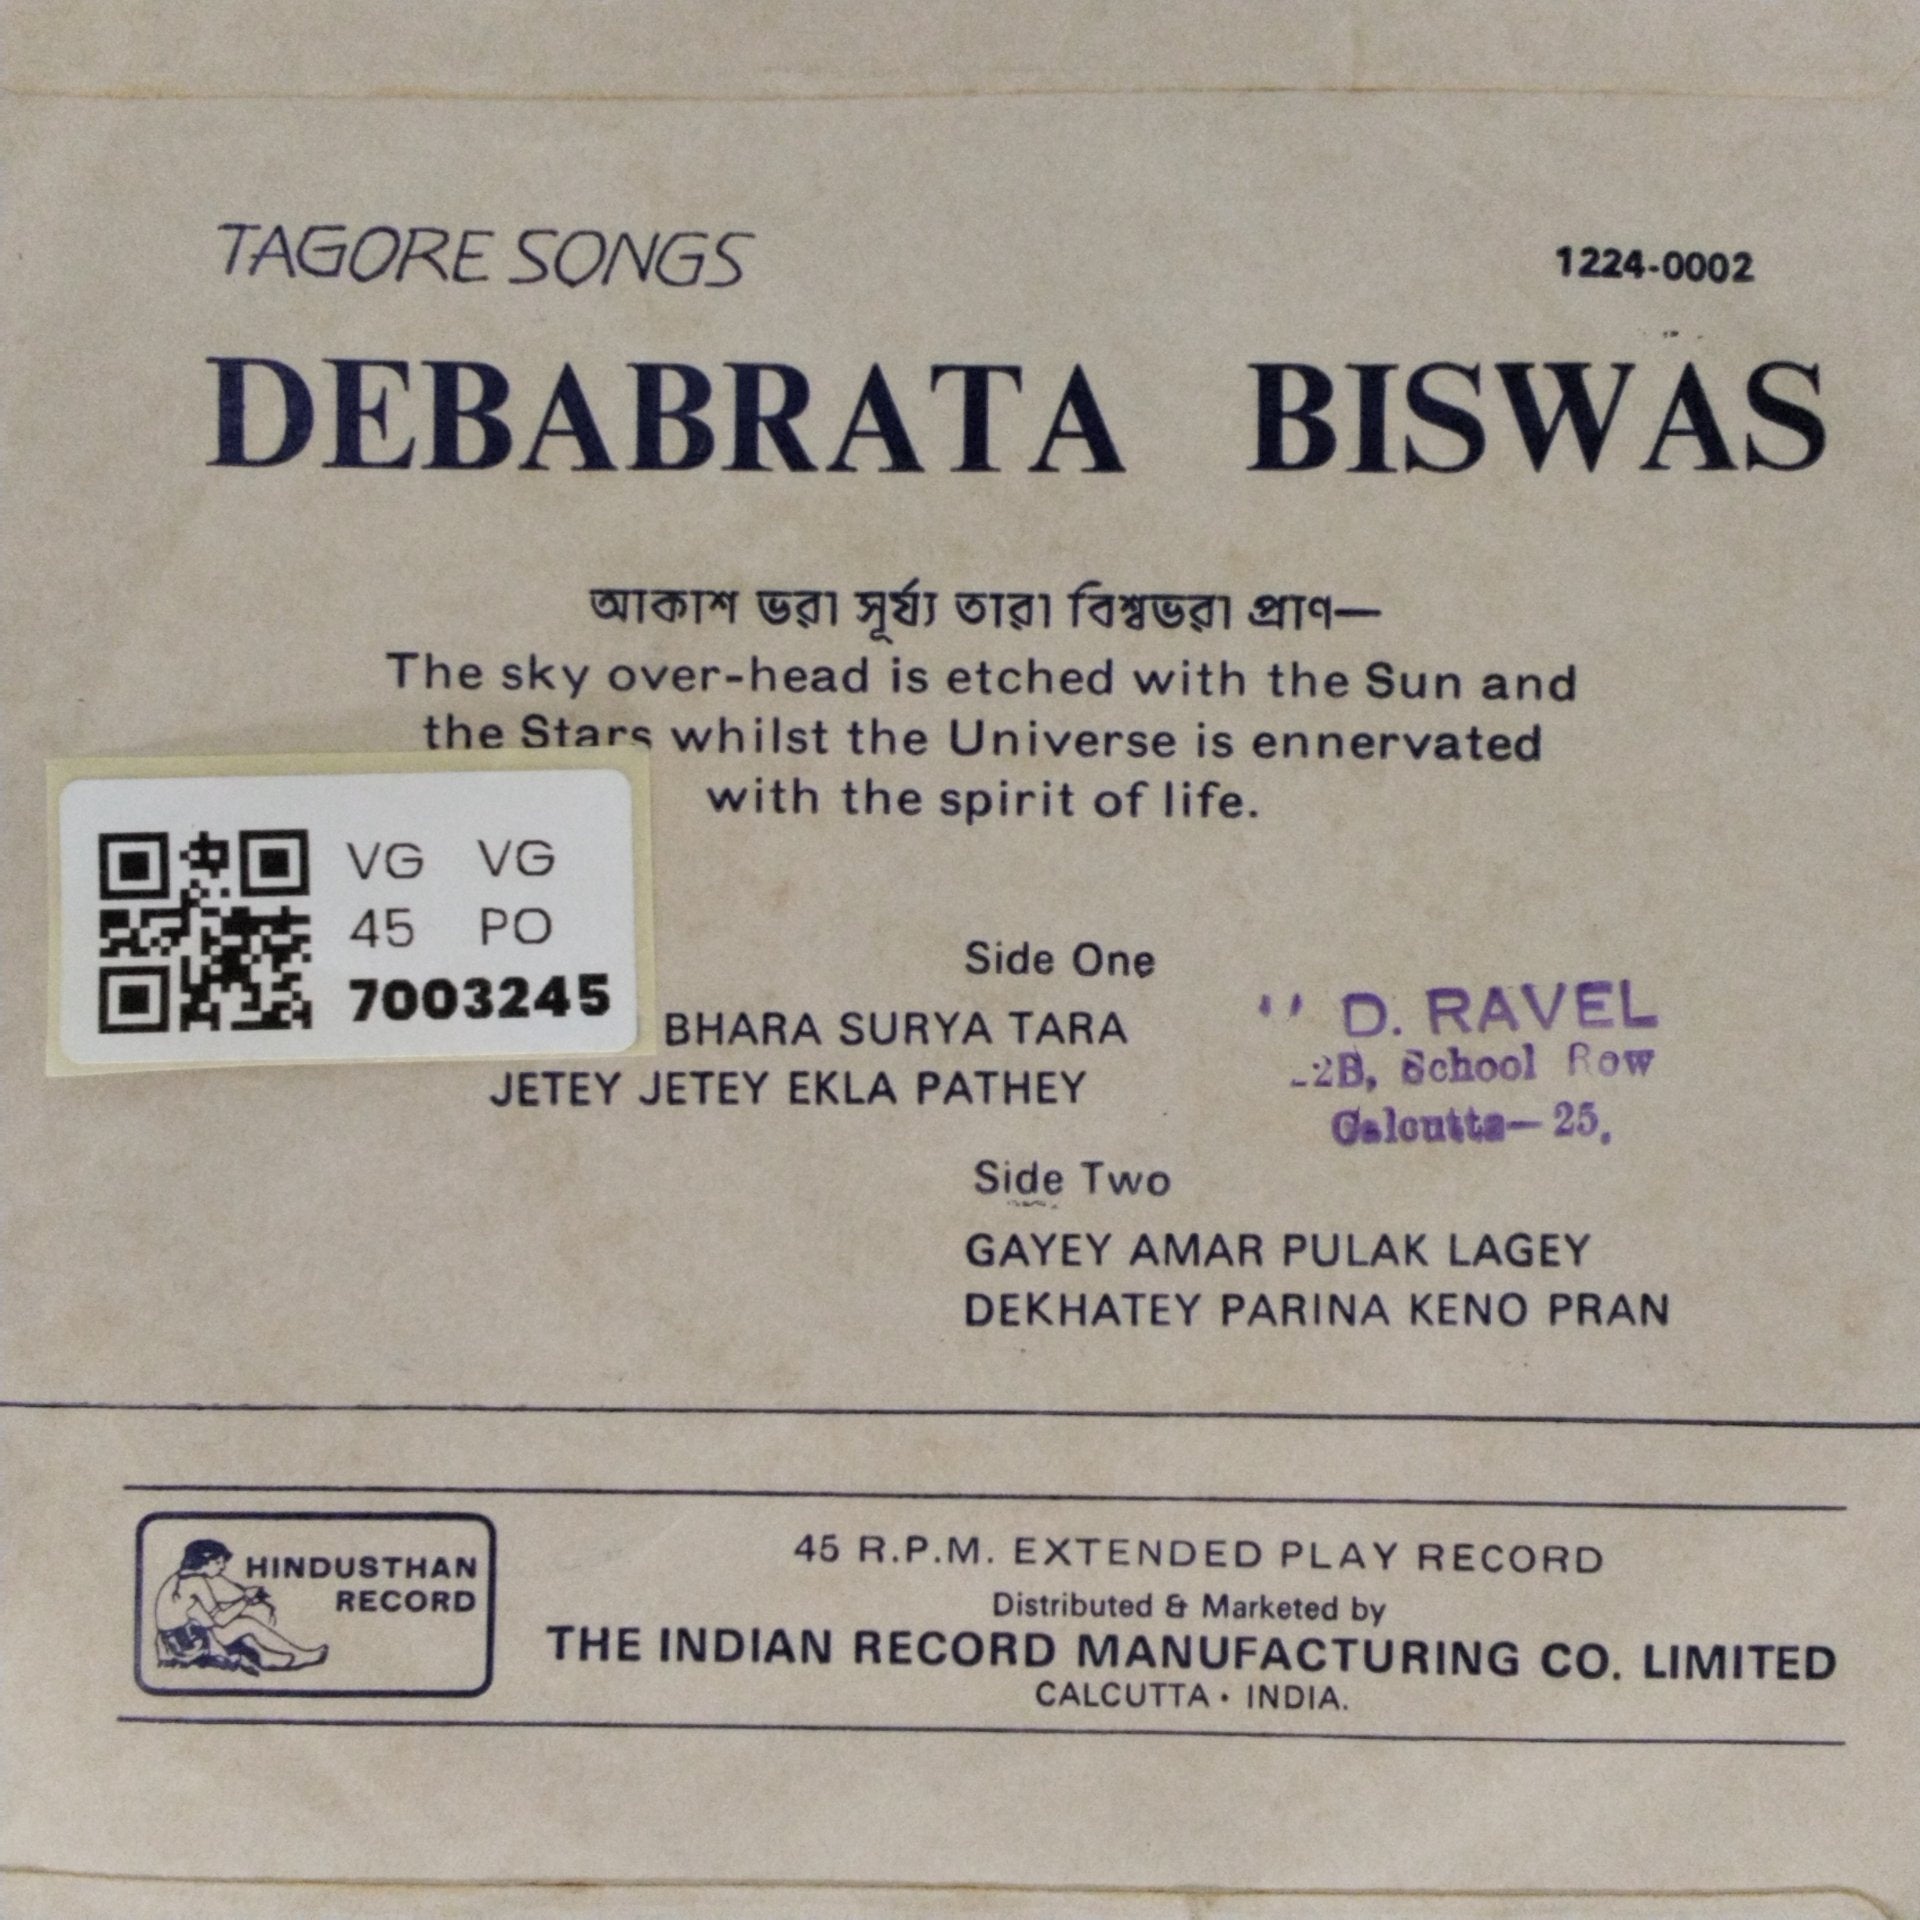 TAGORE SONGS
1224-0002
DEBABRATA BISWAS
আকাশ ভরা সূর্য্য তারা বিশ্বভরা প্রাণ—
The sky over-head is etched with the Sun and
the Stars whilst the Universe is ennervated
with the spirit of life.
VG VG
45 PO
7003245
Side One
BHARA SURYA TARA
JETEY JETEY EKLA PATHEY
D. RAVEL
2B, School Row
Calcutta— 25,
Side Two
GAYEY AMAR PULAK LAGEY
DEKHATEY PARINA KENO PRAN
HINDUSTHAN
RECORD
45 R.P.M. EXTENDED PLAY RECORD
Distributed & Marketed by
THE INDIAN RECORD MANUFACTURING CO. LIMITED
CALCUTTA • INDIA.